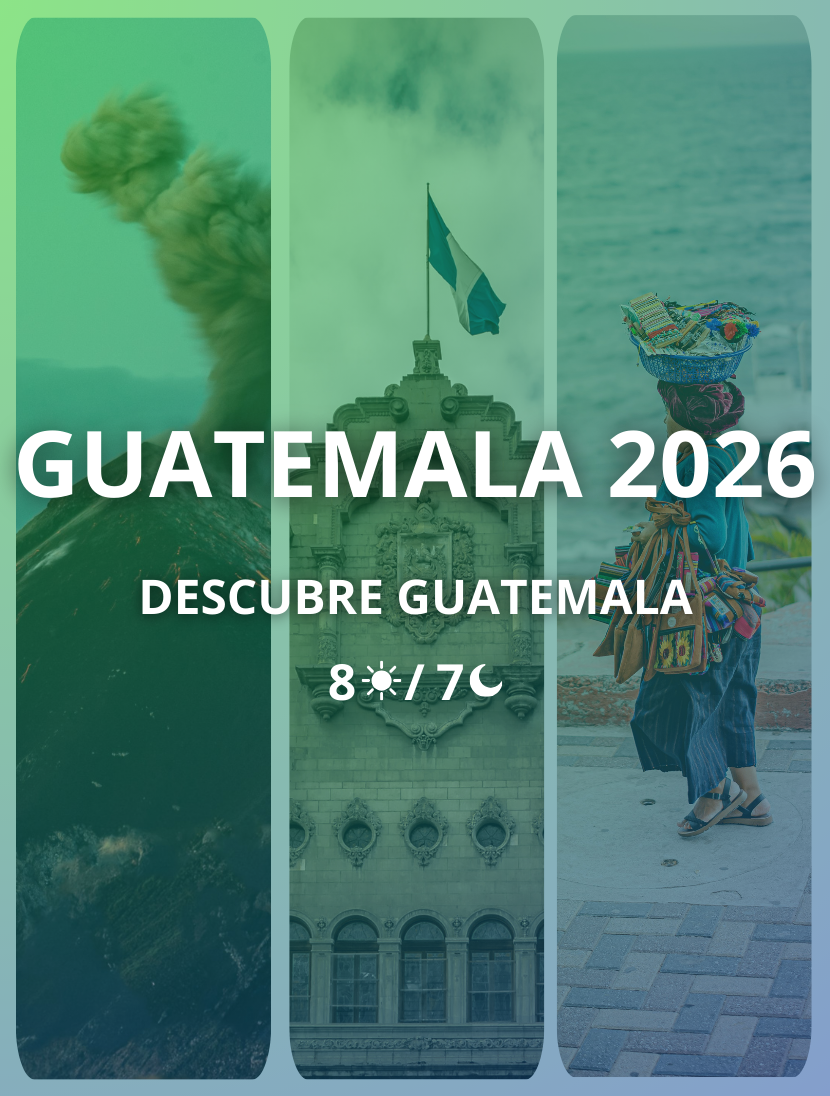 GUATEMALA 2026
DESCUBRE GUATEMALA
8☀/ 7☾